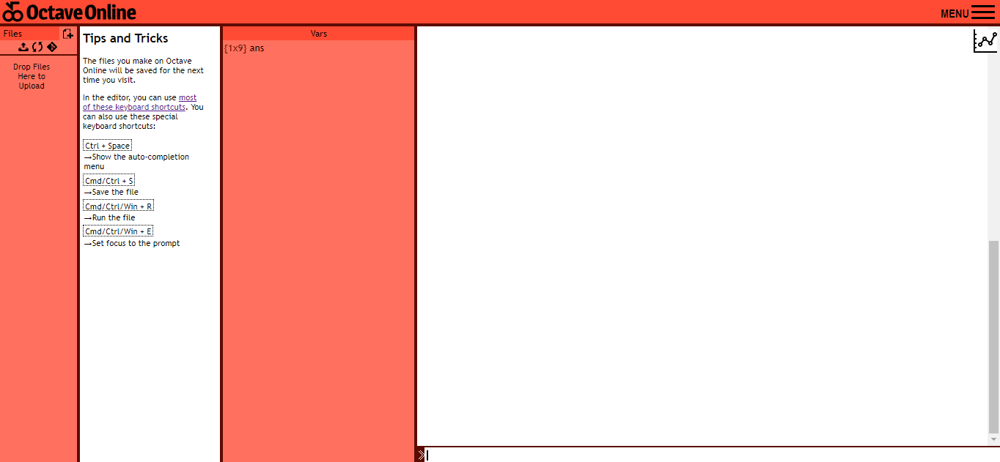 Octave Online
MENU
Files
Drop Files
Here to
Upload
Tips and Tricks
The files you make on Octave
Online will be saved for the next
time you visit.
In the editor, you can use most
of these keyboard shortcuts. You
can also use these special
keyboard shortcuts:
Ctrl + Space
→Show the auto-completion
menu
Cmd/Ctrl + S
→Save the file
Cmd/Ctrl/Win + R
→Run the file
Cmd/Ctrl/Win + E
→Set focus to the prompt
Vars
{1x9} ans